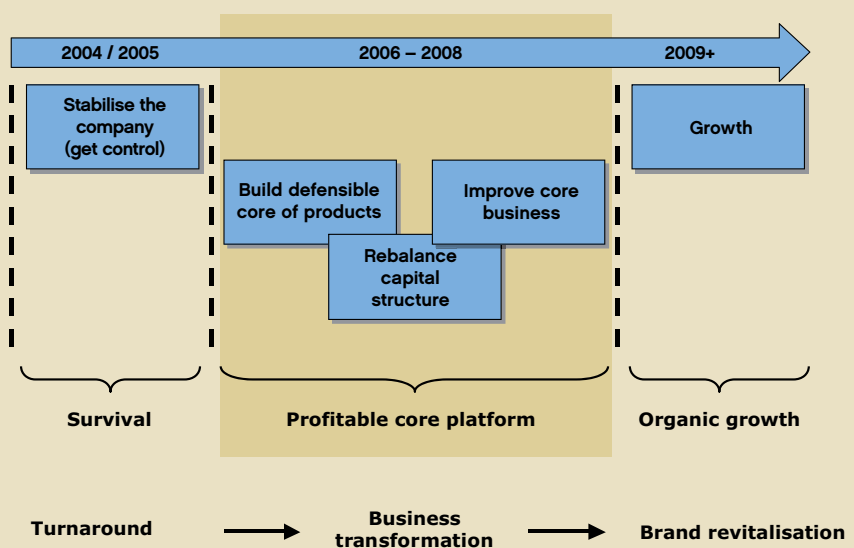 2004 / 2005
2006 – 2008
2009+
Stabilise the
company
(get control)
Growth
Build defensible
core of products
Improve core
business
Rebalance
capital
structure
Survival
Profitable core platform
Organic growth
Turnaround
Business
transformation
Brand revitalisation